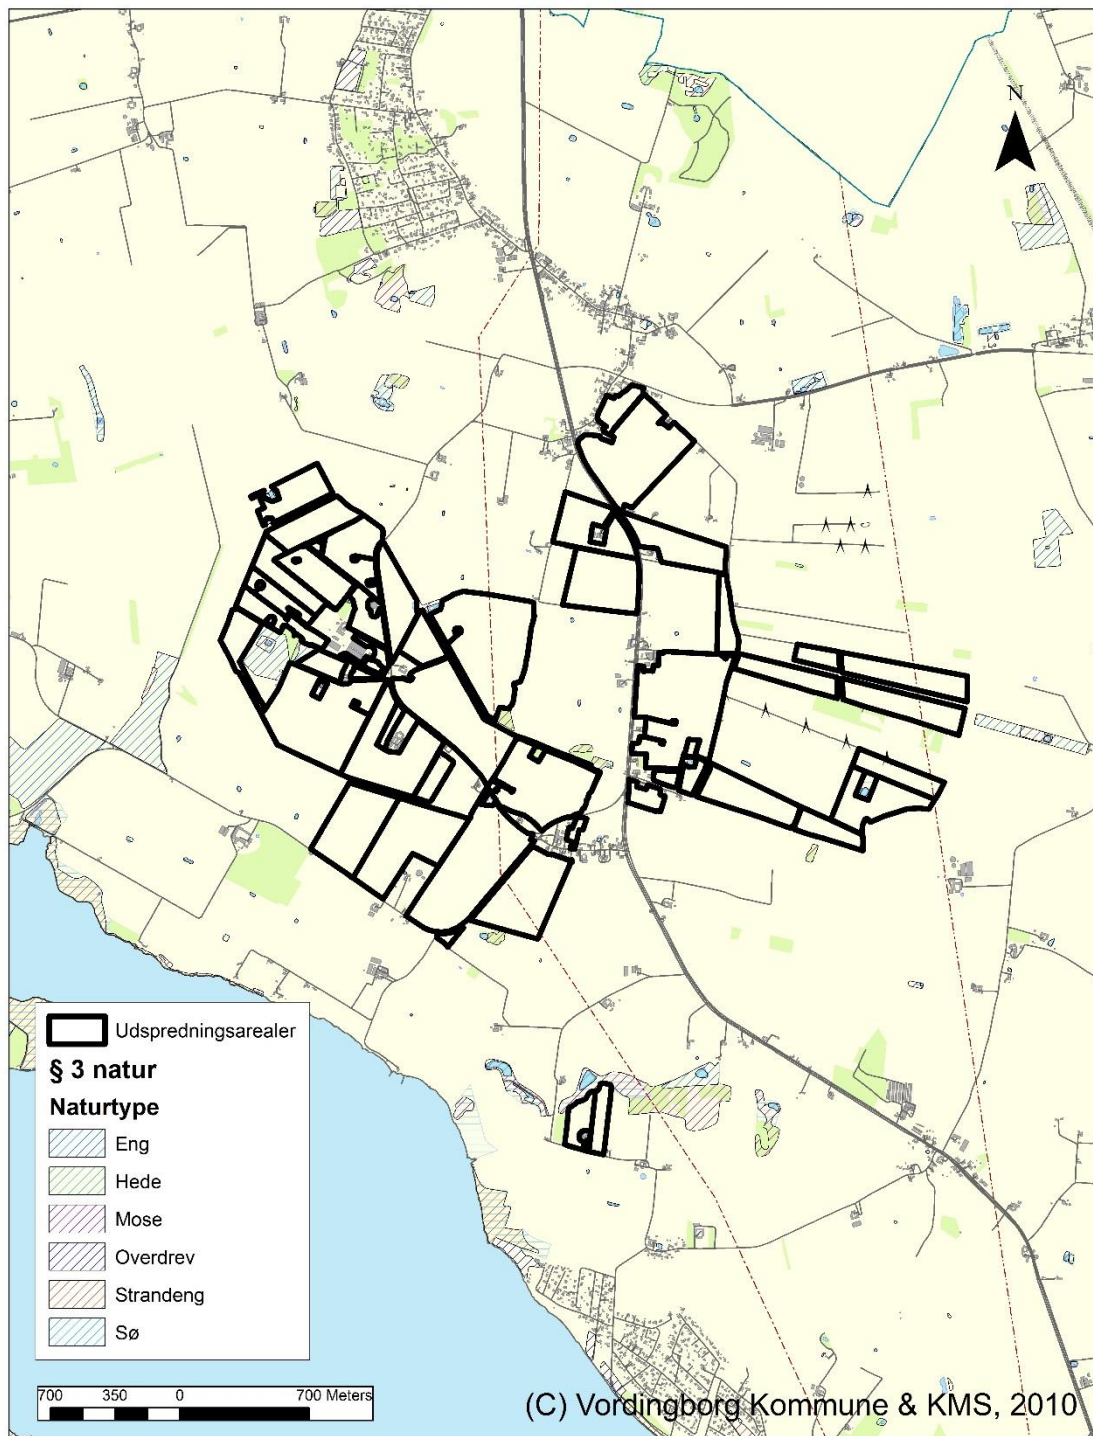 N
Udspredningsarealer
§ 3 natur
Naturtype
Eng
Hede
Mose
Overdrev
Strandeng
Sø
700 350 0 700 Meters
(C) Vordingborg Kommune & KMS, 2010